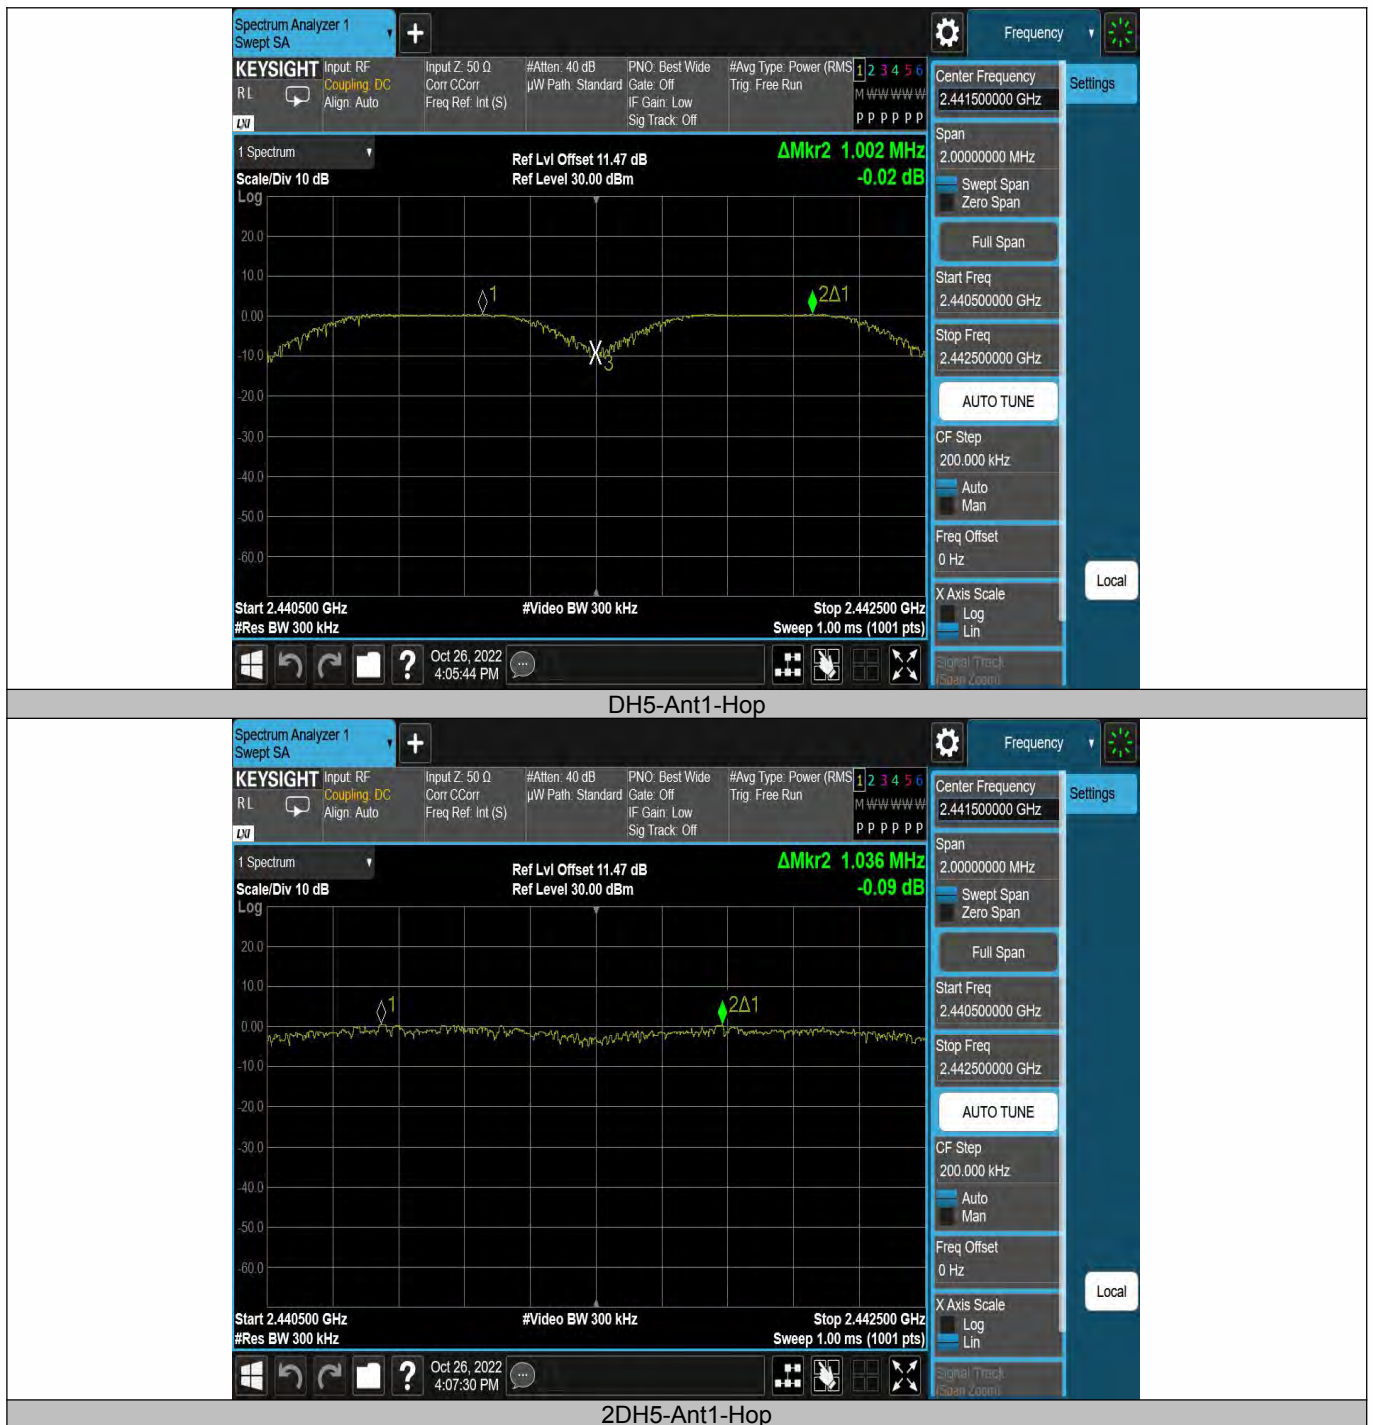 Spectrum Analyzer 1
Swept SA
+
Frequency
KEYSIGHT
RL
LXI
Input: RF
Coupling: DC
Align: Auto
Input Z: 50 Ω
Corr CCorr
Freq Ref: Int (S)
#Atten: 40 dB
µW Path: Standard
PNO: Best Wide
Gate: Off
IF Gain: Low
Sig Track: Off
#Avg Type: Power (RMS
Trig: Free Run
1 2 3 4 5 6
M W W W W W
P P P P P P
Center Frequency
2.441500000 GHz
Settings
Span
2.00000000 MHz
Swept Span
Zero Span
Full Span
Start Freq
2.440500000 GHz
Stop Freq
2.442500000 GHz
AUTO TUNE
CF Step
200.000 kHz
Auto
Man
Freq Offset
0 Hz
X Axis Scale
Log
Lin
Signal Track
(Span Zoom)
Local
1 Spectrum
Scale/Div 10 dB
Ref Lvl Offset 11.47 dB
Ref Level 30.00 dBm
ΔMkr2 1.002 MHz
-0.02 dB
Log
20.0
10.0
0.00
-10.0
-20.0
-30.0
-40.0
-50.0
-60.0
1
2Δ1
3
Start 2.440500 GHz
#Res BW 300 kHz
#Video BW 300 kHz
Stop 2.442500 GHz
Sweep 1.00 ms (1001 pts)
?
Oct 26, 2022
4:05:44 PM
DH5-Ant1-Hop
Spectrum Analyzer 1
Swept SA
+
Frequency
KEYSIGHT
RL
LXI
Input: RF
Coupling: DC
Align: Auto
Input Z: 50 Ω
Corr CCorr
Freq Ref: Int (S)
#Atten: 40 dB
µW Path: Standard
PNO: Best Wide
Gate: Off
IF Gain: Low
Sig Track: Off
#Avg Type: Power (RMS
Trig: Free Run
1 2 3 4 5 6
M W W W W W
P P P P P P
Center Frequency
2.441500000 GHz
Settings
Span
2.00000000 MHz
Swept Span
Zero Span
Full Span
Start Freq
2.440500000 GHz
Stop Freq
2.442500000 GHz
AUTO TUNE
CF Step
200.000 kHz
Auto
Man
Freq Offset
0 Hz
X Axis Scale
Log
Lin
Signal Track
(Span Zoom)
Local
1 Spectrum
Scale/Div 10 dB
Ref Lvl Offset 11.47 dB
Ref Level 30.00 dBm
ΔMkr2 1.036 MHz
-0.09 dB
Log
20.0
10.0
0.00
-10.0
-20.0
-30.0
-40.0
-50.0
-60.0
1
2Δ1
Start 2.440500 GHz
#Res BW 300 kHz
#Video BW 300 kHz
Stop 2.442500 GHz
Sweep 1.00 ms (1001 pts)
?
Oct 26, 2022
4:07:30 PM
2DH5-Ant1-Hop